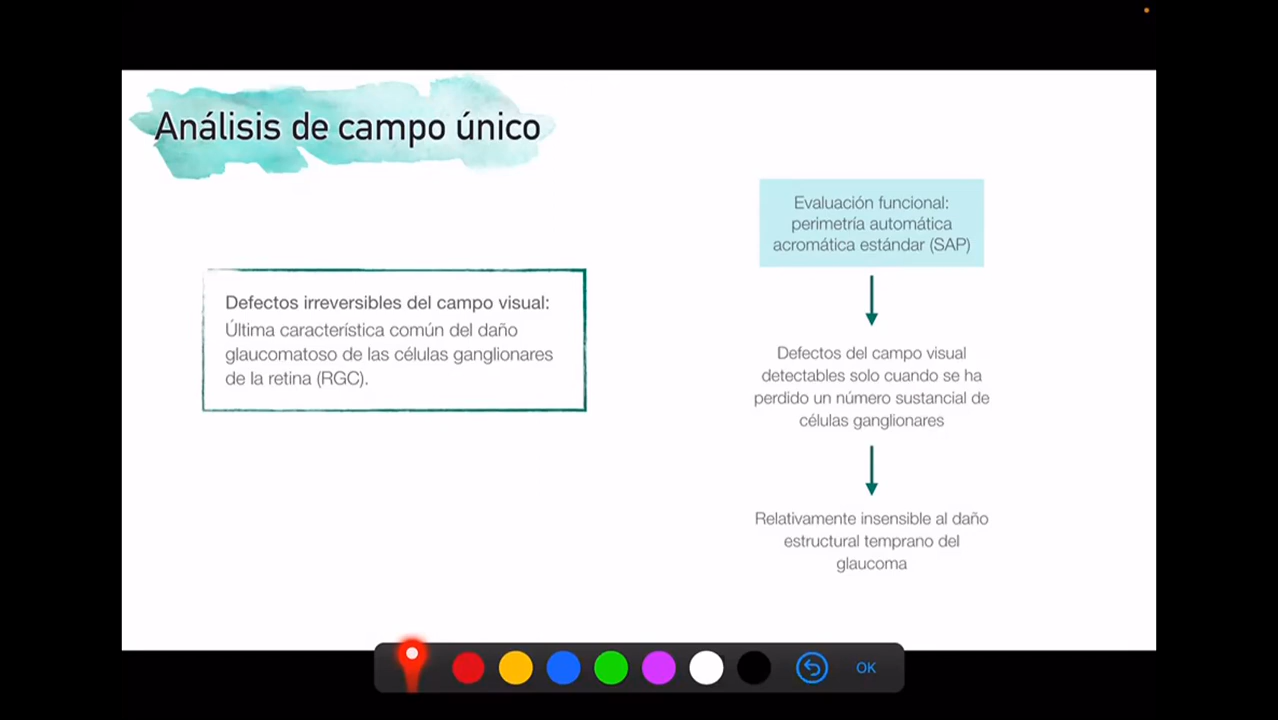 Análisis de campo único
Defectos irreversibles del campo visual:
Última característica común del daño
glaucomatoso de las células ganglionares
de la retina (RGC).
Evaluación funcional:
perimetría automática
acromática estándar (SAP)
Defectos del campo visual
detectables solo cuando se ha
perdido un número sustancial de
células ganglionares
Relativamente insensible al daño
estructural temprano del
glaucoma
OK